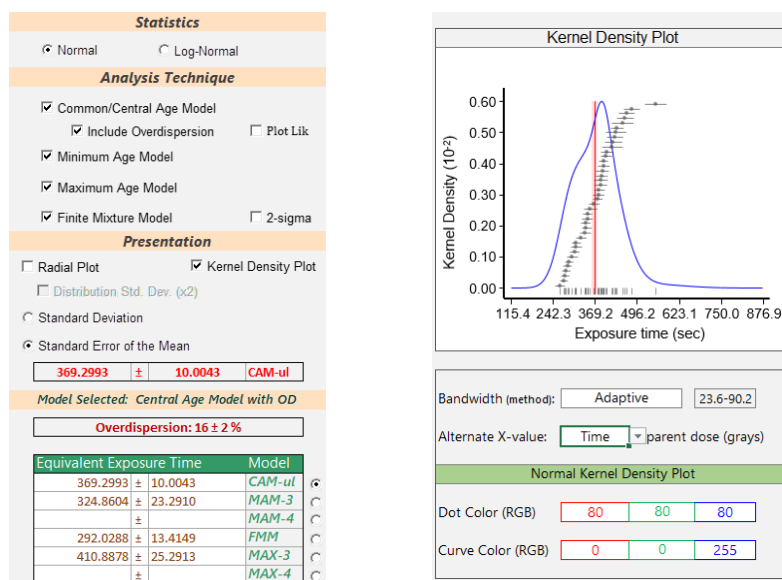 Statistics
Normal
Log-Normal
Analysis Technique
Common/Central Age Model
Include Overdispersion
Plot Lik
Minimum Age Model
Maximum Age Model
Finite Mixture Model
2-sigma
Presentation
Radial Plot
Kernel Density Plot
Distribution Std. Dev. (x2)
Standard Deviation
Standard Error of the Mean
369.2993 ± 10.0043 CAM-ul
Model Selected: Central Age Model with OD
Overdispersion: 16 ± 2 %
Equivalent Exposure Time Model
369.2993 ± 10.0043 CAM-ul
324.8604 ± 23.2910 MAM-3
± MAM-4
292.0288 ± 13.4149 FMM
410.8878 ± 25.2913 MAX-3
± MAX-4
Kernel Density Plot
Kernel Density (10-2)
0.60
0.50
0.40
0.30
0.20
0.10
0.00
115.4 242.3 369.2 496.2 623.1 750.0 876.9
Exposure time (sec)
Bandwidth (method): Adaptive 23.6-90.2
Alternate X-value: Time parent dose (grays)
Normal Kernel Density Plot
Dot Color (RGB) 80 80 80
Curve Color (RGB) 0 0 255